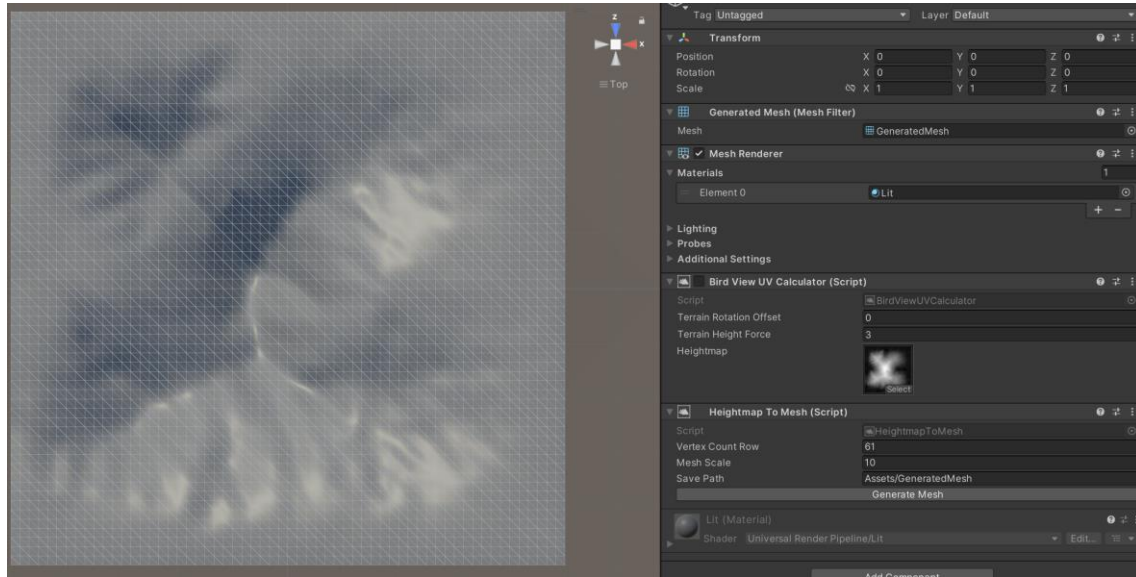 z
x
Top
Tag Untagged Layer Default
Transform
Position X 0 Y 0 Z 0
Rotation X 0 Y 0 Z 0
Scale X 1 Y 1 Z 1
Generated Mesh (Mesh Filter)
Mesh GeneratedMesh
Mesh Renderer
Materials 1
Element 0 Lit
+ −
Lighting
Probes
Additional Settings
Bird View UV Calculator (Script)
Script BirdViewUVCalculator
Terrain Rotation Offset 0
Terrain Height Force 3
Heightmap
Select
Heightmap To Mesh (Script)
Script HeightmapToMesh
Vertex Count Row 61
Mesh Scale 10
Save Path Assets/GeneratedMesh
Generate Mesh
Lit (Material)
Shader Universal Render Pipeline/Lit Edit...
Add Component